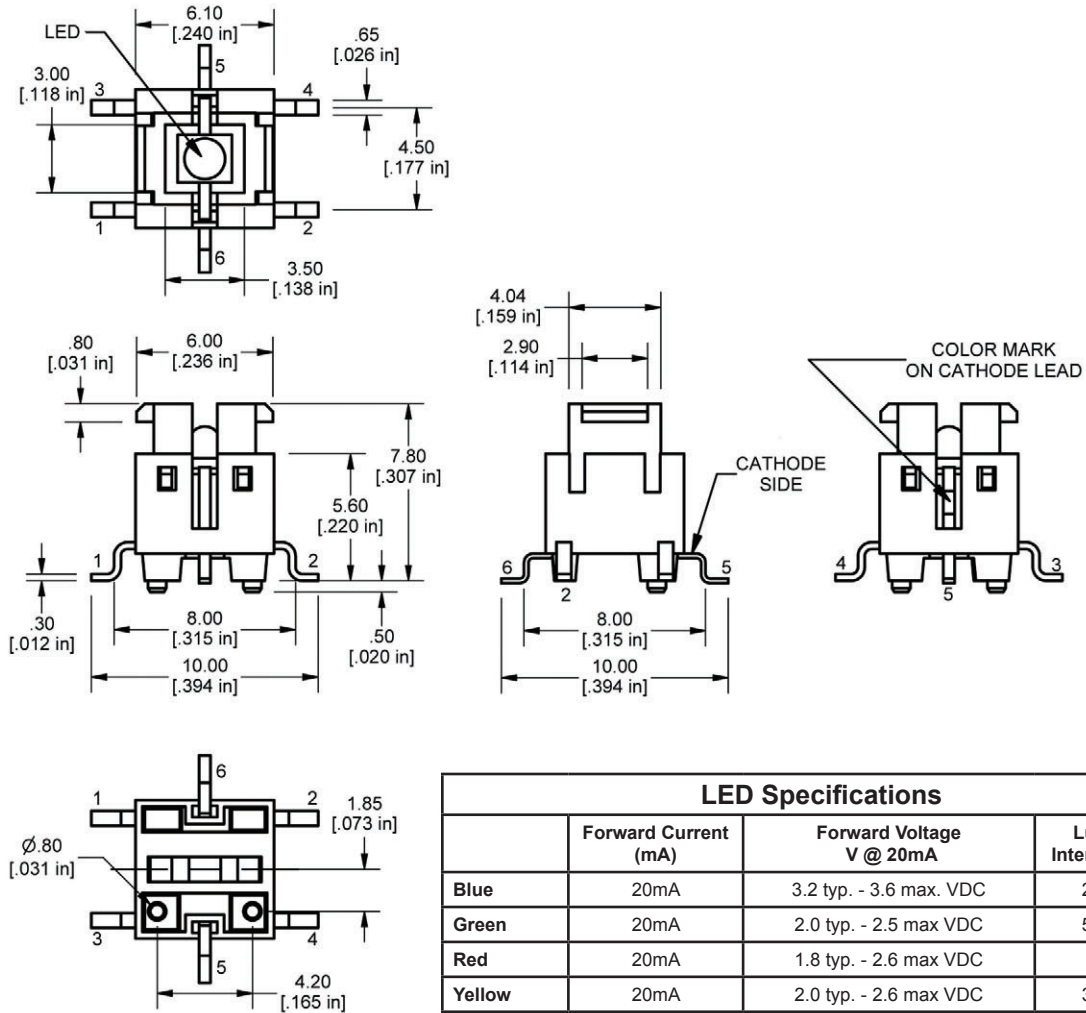 6.10
[.240 in]
LED
5
.65
[.026 in]
3.00
[.118 in]
3
4
4.50
[.177 in]
1
2
6
3.50
[.138 in]
.80
[.031 in]
6.00
[.236 in]
7.80
[.307 in]
5.60
[.220 in]
1
2
.30
[.012 in]
8.00
[.315 in]
.50
[.020 in]
10.00
[.394 in]
4.04
[.159 in]
2.90
[.114 in]
CATHODE
SIDE
6
5
2
8.00
[.315 in]
10.00
[.394 in]
COLOR MARK
ON CATHODE LEAD
4
3
5
6
1
2
1.85
[.073 in]
Ø.80
[.031 in]
3
4
5
4.20
[.165 in]
LED Specifications
Forward Current (mA) Forward Voltage V @ 20mA
Blue 20mA 3.2 typ. - 3.6 max. VDC
Green 20mA 2.0 typ. - 2.5 max VDC
Red 20mA 1.8 typ. - 2.6 max VDC
Yellow 20mA 2.0 typ. - 2.6 max VDC